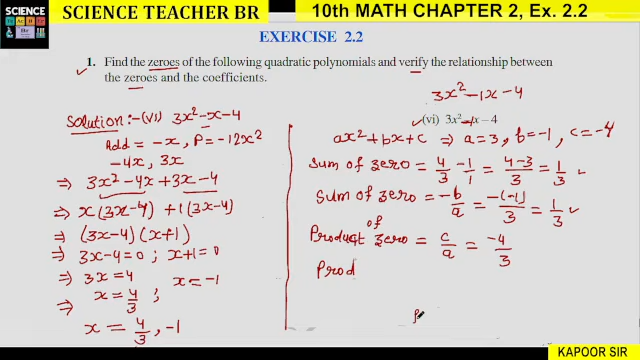 SCIENCE
TEACHER
Br
SCIENCE TEACHER BR
10th MATH CHAPTER 2, Ex. 2.2
EXERCISE 2.2
1. Find the zeroes of the following quadratic polynomials and verify the relationship between
the zeroes and the coefficients.
3x² -1x -4
Solution:-(vi) 3x²-x-4
Add = -x, P = -12x²
-4x, 3x
⇒ 3x²-4x+3x-4
⇒ x(3x-4) +1(3x-4)
⇒ (3x-4)(x+1)
⇒ 3x-4=0 ; x+1=0
⇒ 3x=4 x=-1
⇒ x=4/3 ;
x = 4/3, -1
(vi) 3x² - x - 4
ax²+bx+c ⇒ a=3, b=-1, c=-4
Sum of zero = 4/3 - 1/1 = 4-3/3 = 1/3
Sum of zero = -b/a = -(-1)/3 = 1/3
Product of zero = c/a = -4/3
Prod
KAPOOR SIR